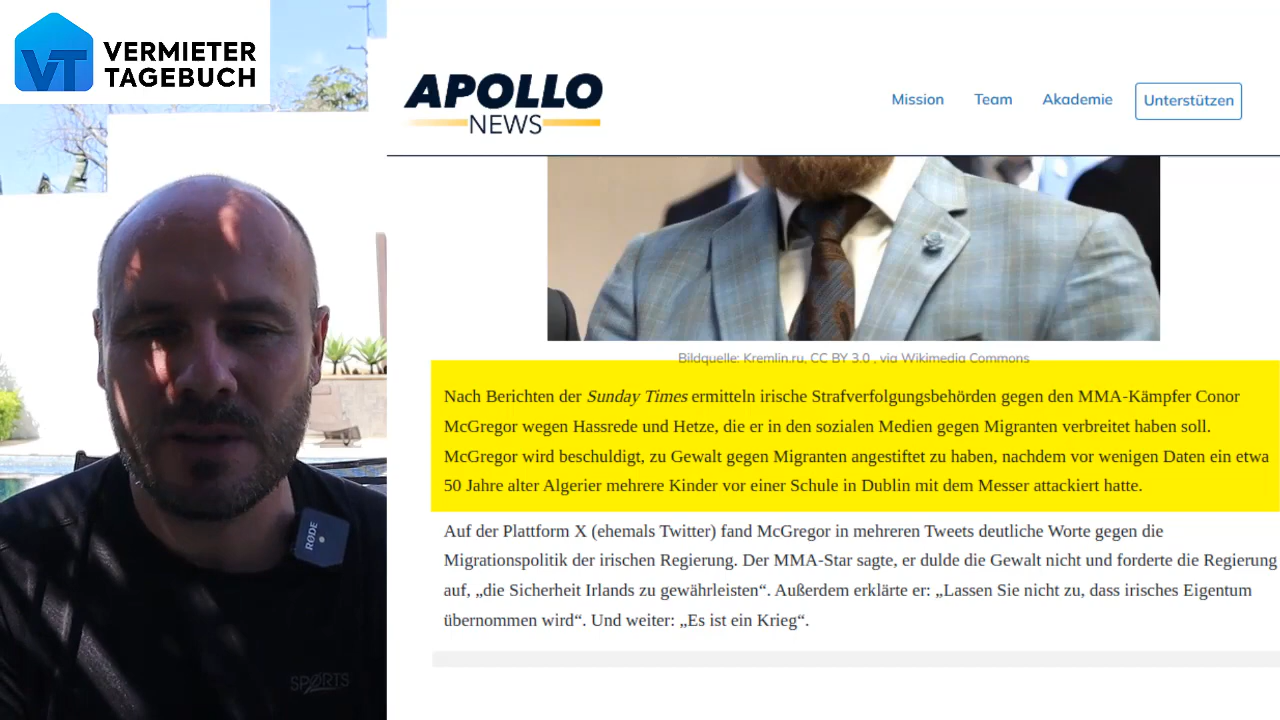 VT VERMIETER
TAGEBUCH
APOLLO
NEWS
Mission Team Akademie Unterstützen
Bildquelle: Kremlin.ru, CC BY 3.0 , via Wikimedia Commons
Nach Berichten der Sunday Times ermitteln irische Strafverfolgungsbehörden gegen den MMA-Kämpfer Conor
McGregor wegen Hassrede und Hetze, die er in den sozialen Medien gegen Migranten verbreitet haben soll.
McGregor wird beschuldigt, zu Gewalt gegen Migranten angestiftet zu haben, nachdem vor wenigen Daten ein etwa
50 Jahre alter Algerier mehrere Kinder vor einer Schule in Dublin mit dem Messer attackiert hatte.
Auf der Plattform X (ehemals Twitter) fand McGregor in mehreren Tweets deutliche Worte gegen die
Migrationspolitik der irischen Regierung. Der MMA-Star sagte, er dulde die Gewalt nicht und forderte die Regierung
auf, „die Sicherheit Irlands zu gewährleisten“. Außerdem erklärte er: „Lassen Sie nicht zu, dass irisches Eigentum
übernommen wird“. Und weiter: „Es ist ein Krieg“.
RØDE
SPORTS